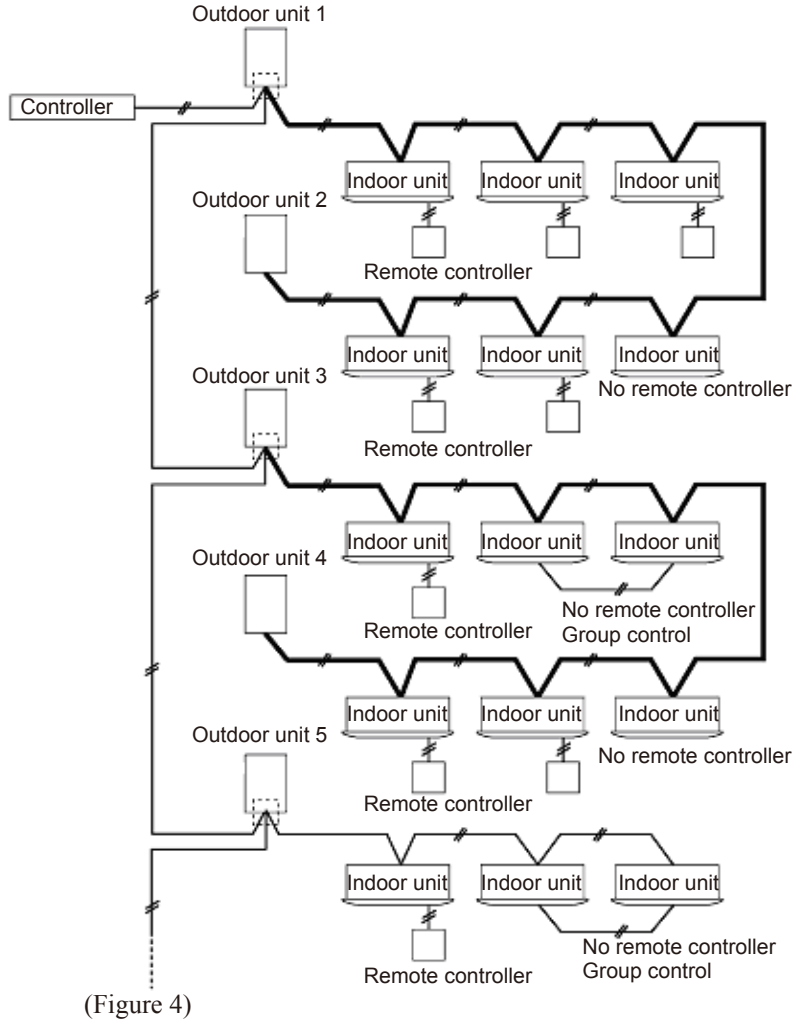 Outdoor unit 1
Controller
Indoor unit
Indoor unit
Indoor unit
Outdoor unit 2
Remote controller
Indoor unit
Indoor unit
Indoor unit
Outdoor unit 3
No remote controller
Remote controller
Indoor unit
Indoor unit
Indoor unit
Outdoor unit 4
No remote controller
Group control
Remote controller
Indoor unit
Indoor unit
Indoor unit
Outdoor unit 5
No remote controller
Remote controller
Indoor unit
Indoor unit
Indoor unit
No remote controller
Group control
Remote controller
(Figure 4)